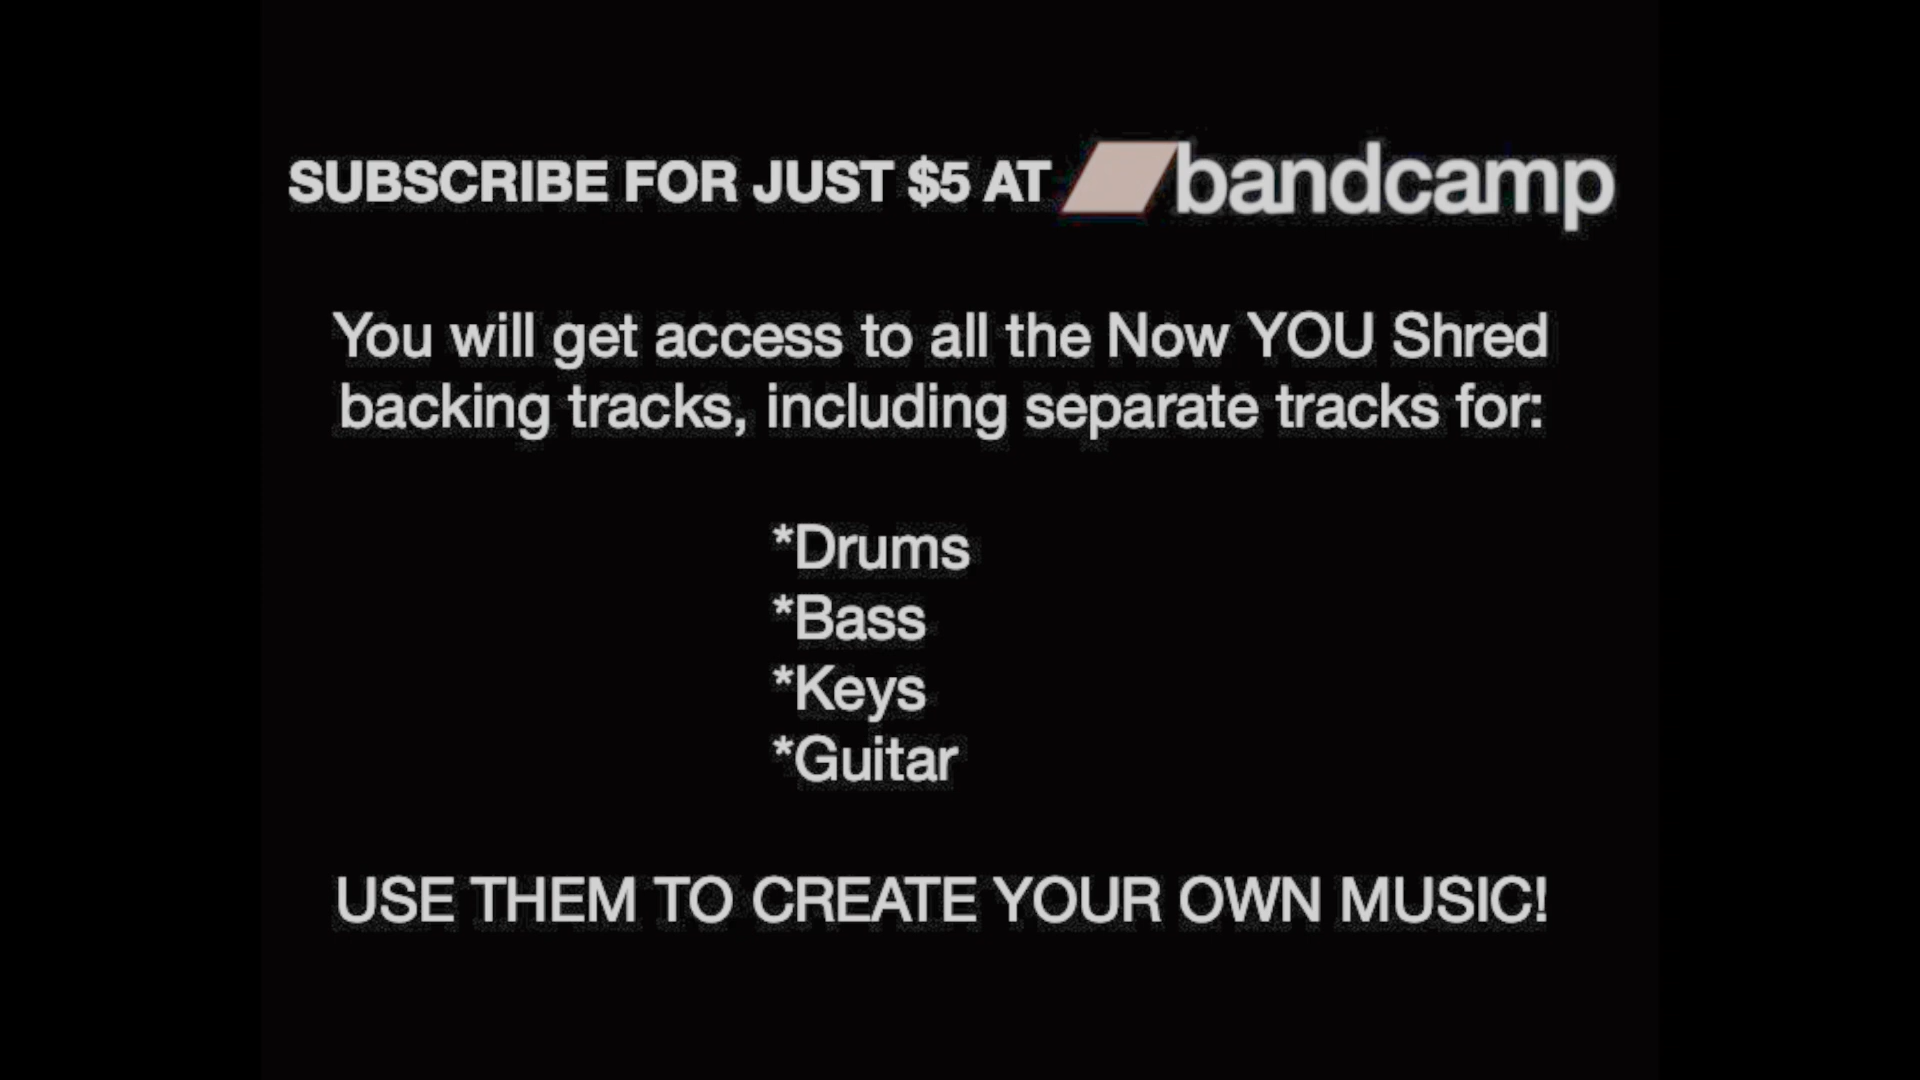 SUBSCRIBE FOR JUST $5 AT bandcamp
You will get access to all the Now YOU Shred
backing tracks, including separate tracks for:
*Drums
*Bass
*Keys
*Guitar
USE THEM TO CREATE YOUR OWN MUSIC!